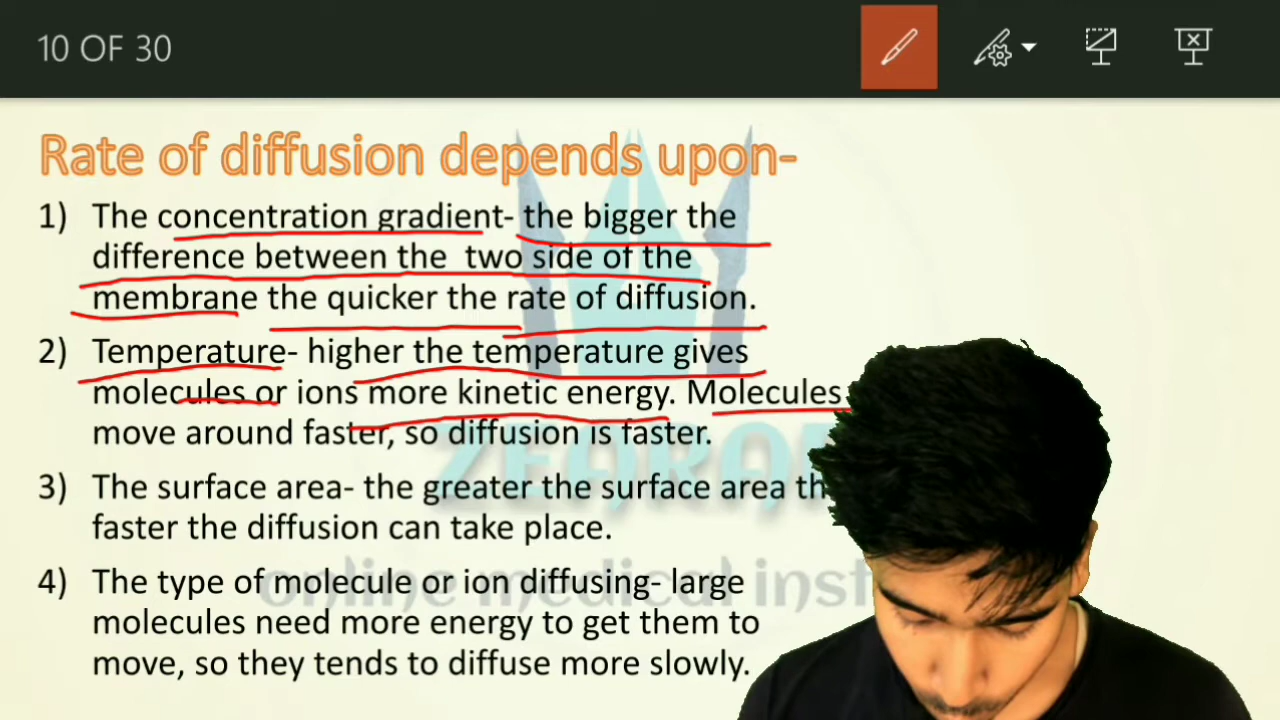 10 OF 30
Rate of diffusion depends upon-
1) The concentration gradient- the bigger the
difference between the two side of the
membrane the quicker the rate of diffusion.
2) Temperature- higher the temperature gives
molecules or ions more kinetic energy. Molecules
move around faster, so diffusion is faster.
3) The surface area- the greater the surface area th
faster the diffusion can take place.
4) The type of molecule or ion diffusing- large
molecules need more energy to get them to
move, so they tends to diffuse more slowly.
online medical inst